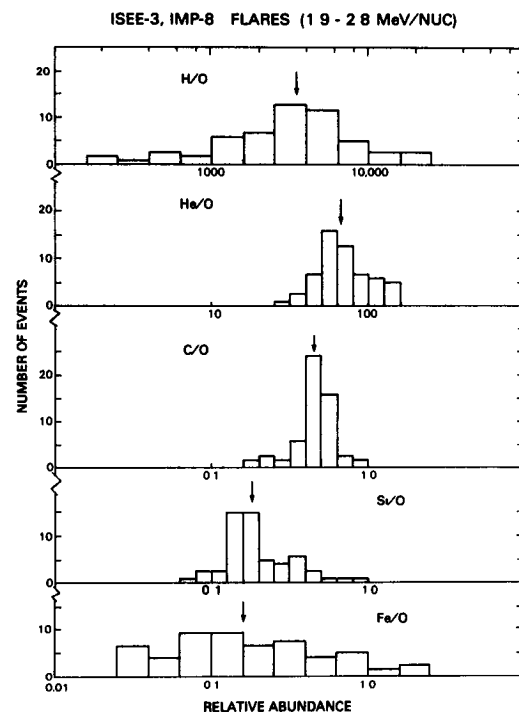 ISEE-3, IMP-8 FLARES (1 9 - 2 8 MeV/NUC)
20
H/O
10
0
1000 10,000
He/O
20
10
0
10 100
C/O
20
10
0
0 1 1 0
Si/O
10
0
0 1 1 0
Fe/O
10
0
0.01 0 1 1 0
NUMBER OF EVENTS
RELATIVE ABUNDANCE